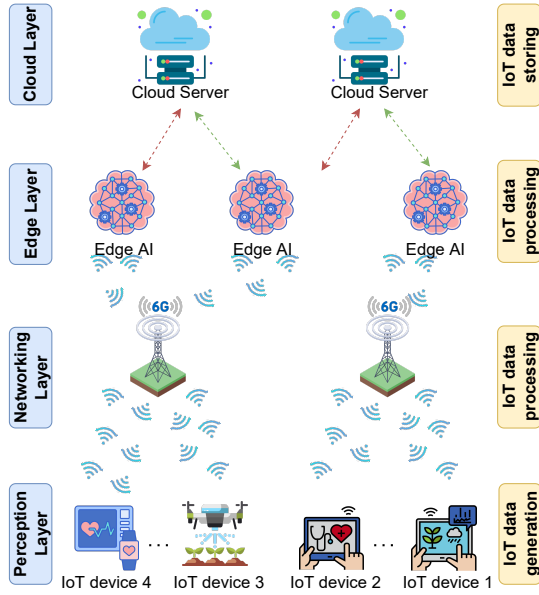 Cloud Layer
IoT data
storing
Cloud Server
Cloud Server
Edge Layer
IoT data
processing
Edge AI
Edge AI
Edge AI
6G
6G
Networking
Layer
IoT data
processing
Perception
Layer
IoT data
generation
...
...
IoT device 4
IoT device 3
IoT device 2
IoT device 1